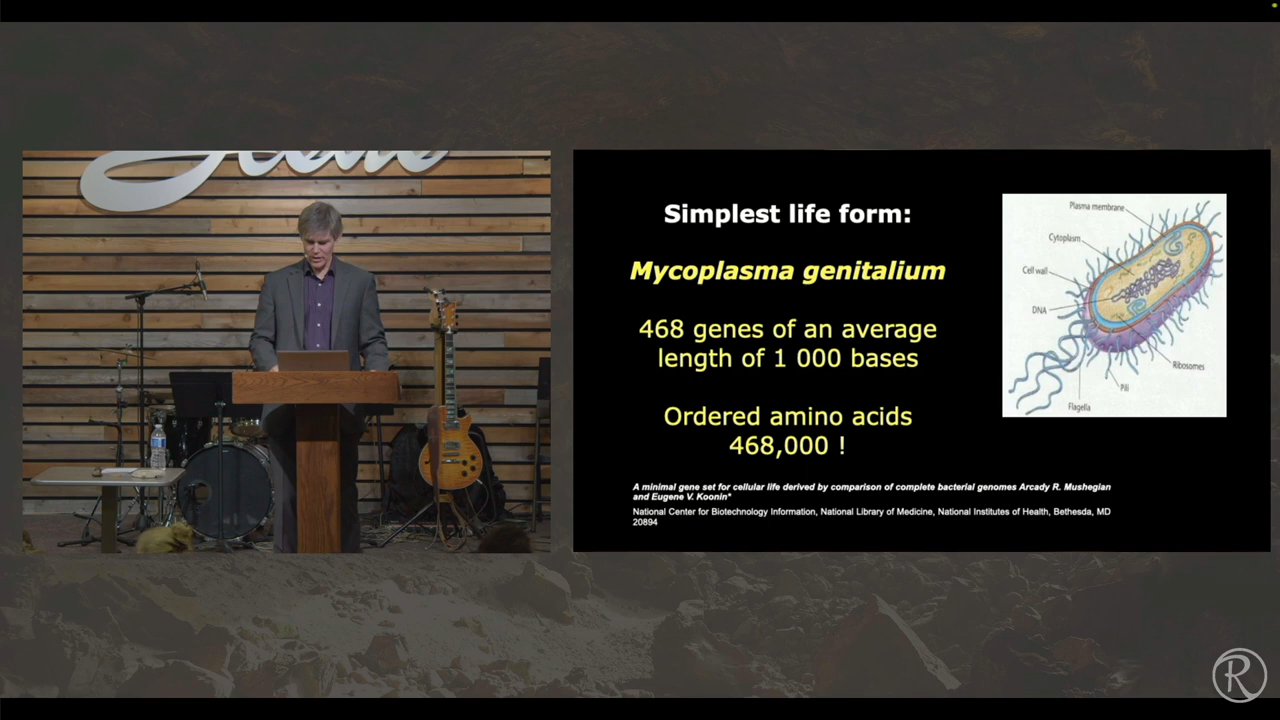 Simplest life form:
Mycoplasma genitalium
468 genes of an average
length of 1 000 bases
Ordered amino acids
468,000 !
A minimal gene set for cellular life derived by comparison of complete bacterial genomes Arcady R. Mushegian
and Eugene V. Koonin*
National Center for Biotechnology Information, National Library of Medicine, National Institutes of Health, Bethesda, MD
20894
Plasma membrane
Cytoplasm
Cell wall
DNA
Ribosomes
Pili
Flagella
R